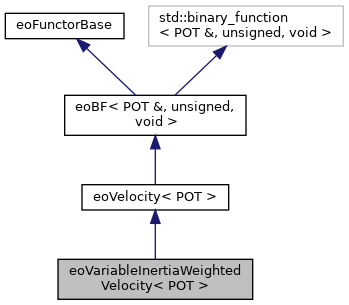 eoFunctorBase
std::binary_function
< POT &, unsigned, void >
eoBF< POT &, unsigned,
void >
eoVelocity< POT >
eoVariableInertiaWeighted
Velocity< POT >